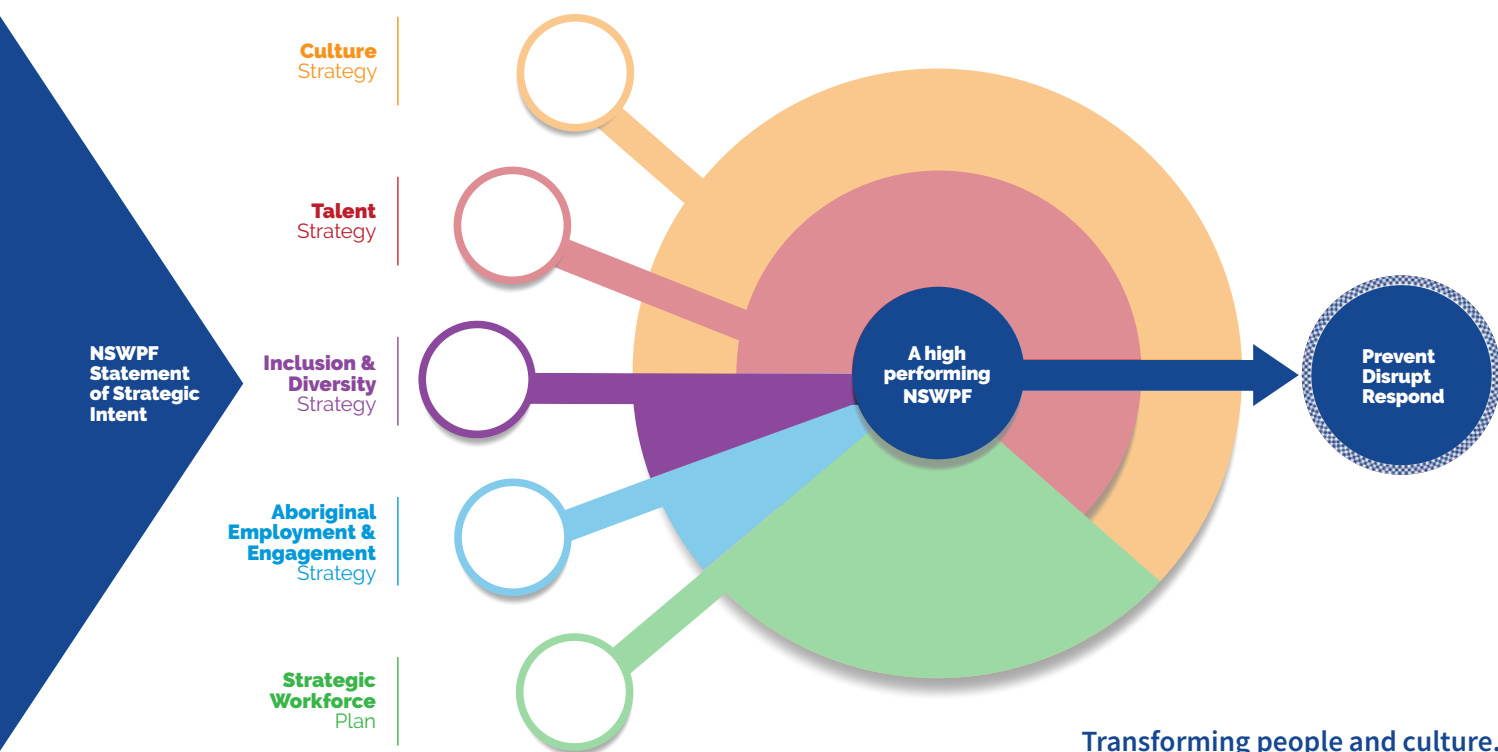 NSWPF
Statement
of Strategic
Intent
Culture
Strategy
Talent
Strategy
Inclusion &
Diversity
Strategy
Aboriginal
Employment &
Engagement
Strategy
Strategic
Workforce
Plan
A high
performing
NSWPF
Prevent
Disrupt
Respond
Transforming people and culture.